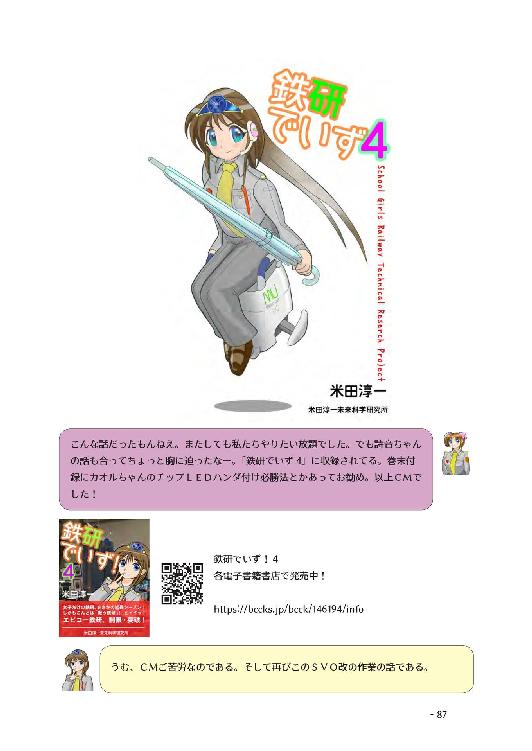 鉄研
でいず4
School Girls Railway Technical Reserch Project
MU
米田淳一
米田淳一未来科学研究所
こんな話だったもんねえ。またしても私たちやりたい放題でした。でも詩音ちゃん
の話も合ってちょっと胸に迫ったなー。「鉄研でいず4」に収録されてる。巻末付
録にカオルちゃんのチップLEDハンダ付け必勝法とかあってお勧め。以上CMで
した!
鉄研
でいず!
4
米田淳一
エビコー鉄研、制限・突破!
鉄研でいず!4
各電子書籍書店で発売中!
https://bccks.jp/bcck/146194/info
うむ、CMご苦労なのである。そして再びこのSVO改の作業の話である。
- 87